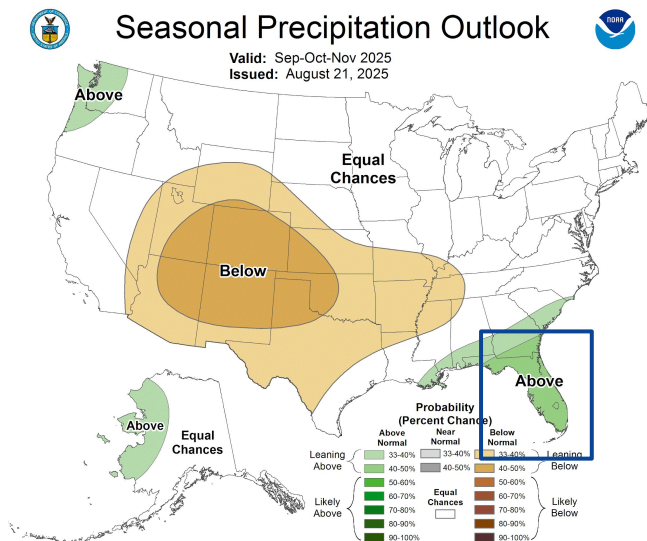 Seasonal Precipitation Outlook
NOAA
Valid: Sep-Oct-Nov 2025
Issued: August 21, 2025
Above
Equal
Chances
Below
Above
Above
Equal
Chances
Probability
(Percent Chance)
Above
Normal
Near
Normal
Below
Normal
Leaning
Above
33-40%
33-40%
33-40%
Leaning
Below
40-50%
40-50%
40-50%
50-60%
50-60%
Likely
Above
60-70%
Equal
Chances
60-70%
Likely
Below
70-80%
70-80%
80-90%
80-90%
90-100%
90-100%